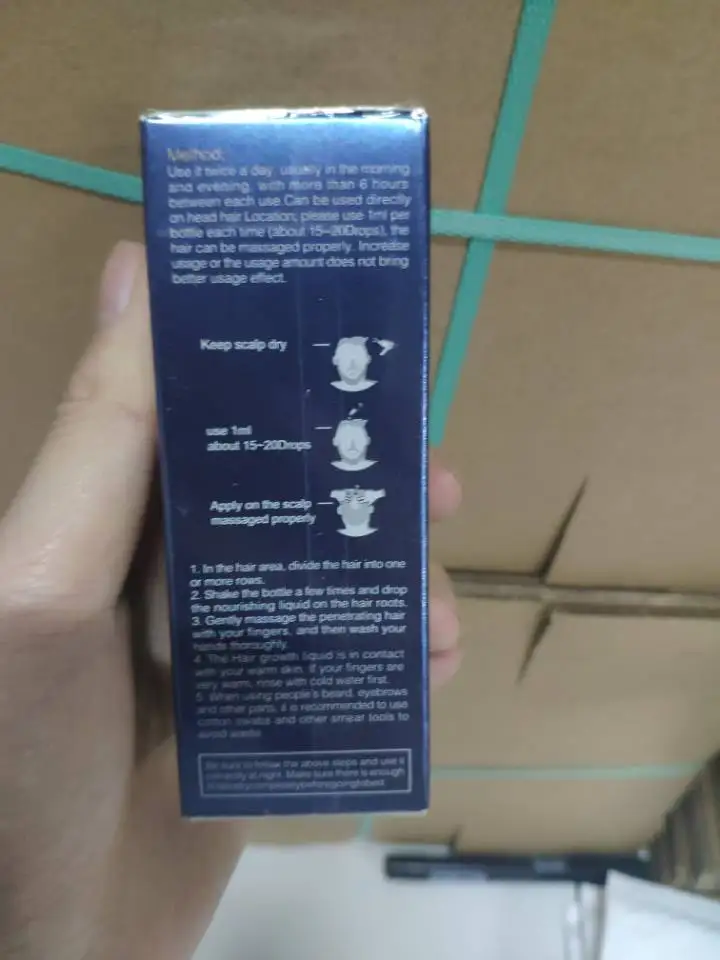 Method:
Use it twice a day, usually in the morning
and evening, with more than 6 hours
between each use.Can be used directly
on head hair Location, please use 1ml per
bottle each time (about 15~20Drops), the
hair can be massaged properly. Increase
usage or the usage amount does not bring
better usage effect.
Keep scalp dry
use 1ml
about 15~20Drops
Apply on the scalp
massaged properly
1. In the hair area, divide the hair into one
or more rows.
2. Shake the bottle a few times and drop
the nourishing liquid on the hair roots.
3. Gently massage the penetrating hair
with your fingers, and then wash your
hands thoroughly.
4. The Hair growth liquid is in contact
with your warm skin. If your fingers are
very warm, rinse with cold water first.
5. When using people's beard, eyebrows
and other parts, it is recommended to use
cotton swabs and other smear tools to
avoid waste.
Be sure to follow the above steps and use it
correctly at night. Make sure there is enough